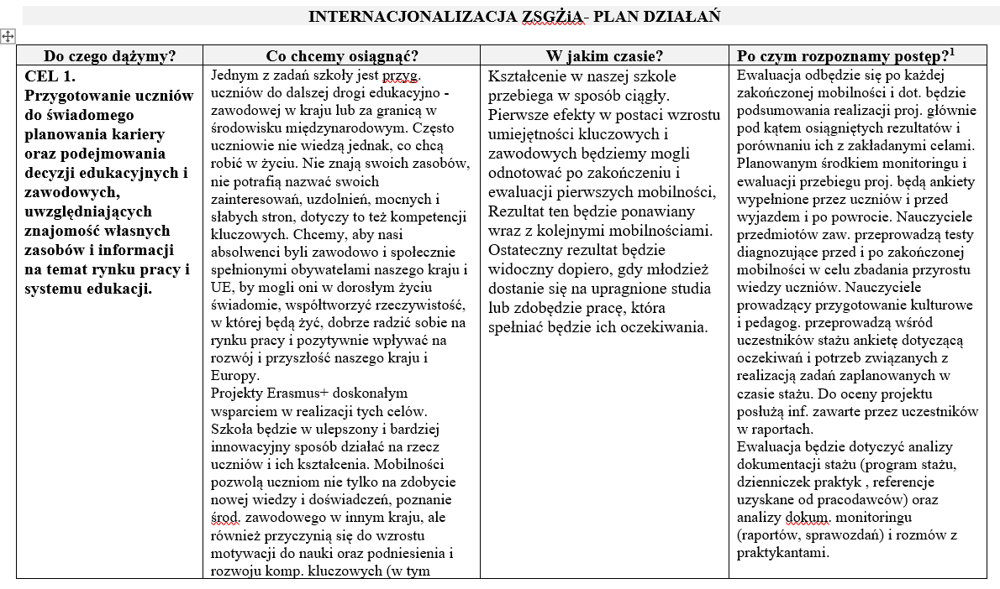 INTERNACJONALIZACJA ZSGŻiA- PLAN DZIAŁAŃ
Do czego dążymy?
CEL 1.
Przygotowanie uczniów
do świadomego
planowania kariery
oraz podejmowania
decyzji edukacyjnych i
zawodowych,
uwzględniających
znajomość własnych
zasobów i informacji
na temat rynku pracy i
systemu edukacji.
Co chcemy osiągnąć?
Jednym z zadań szkoły jest przyg.
uczniów do dalszej drogi edukacyjno -
zawodowej w kraju lub za granicą w
środowisku międzynarodowym. Często
uczniowie nie wiedzą jednak, co chcą
robić w życiu. Nie znają swoich zasobów,
nie potrafią nazwać swoich
zainteresowań, uzdolnień, mocnych i
słabych stron, dotyczy to też kompetencji
kluczowych. Chcemy, aby nasi
absolwenci byli zawodowo i społecznie
spełnionymi obywatelami naszego kraju i
UE, by mogli oni w dorosłym życiu
świadomie, współtworzyć rzeczywistość,
w której będą żyć, dobrze radzić sobie na
rynku pracy i pozytywnie wpływać na
rozwój i przyszłość naszego kraju i
Europy.
Projekty Erasmus+ doskonałym
wsparciem w realizacji tych celów.
Szkoła będzie w ulepszony i bardziej
innowacyjny sposób działać na rzecz
uczniów i ich kształcenia. Mobilności
pozwolą uczniom nie tylko na zdobycie
nowej wiedzy i doświadczeń, poznanie
środ. zawodowego w innym kraju, ale
również przyczynią się do wzrostu
motywacji do nauki oraz podniesienia i
rozwoju komp. kluczowych (w tym
W jakim czasie?
Kształcenie w naszej szkole
przebiega w sposób ciągły.
Pierwsze efekty w postaci wzrostu
umiejętności kluczowych i
zawodowych będziemy mogli
odnotować po zakończeniu i
ewaluacji pierwszych mobilności,
Rezultat ten będzie ponawiany
wraz z kolejnymi mobilnościami.
Ostateczny rezultat będzie
widoczny dopiero, gdy młodzież
dostanie się na upragnione studia
lub zdobędzie pracę, która
spełniać będzie ich oczekiwania.
Po czym rozpoznamy postęp?¹
Ewaluacja odbędzie się po każdej
zakończonej mobilności i dot. będzie
podsumowania realizacji proj. głównie
pod kątem osiągniętych rezultatów i
porównaniu ich z zakładanymi celami.
Planowanym środkiem monitoringu i
ewaluacji przebiegu proj. będą ankiety
wypełnione przez uczniów i przed
wyjazdem i po powrocie. Nauczyciele
przedmiotów zaw. przeprowadzą testy
diagnozujące przed i po zakończonej
mobilności w celu zbadania przyrostu
wiedzy uczniów. Nauczyciele
prowadzący przygotowanie kulturowe
i pedagog. przeprowadzą wśród
uczestników stażu ankietę dotyczącą
oczekiwań i potrzeb związanych z
realizacją zadań zaplanowanych w
czasie stażu. Do oceny projektu
posłużą inf. zawarte przez uczestników
w raportach.
Ewaluacja będzie dotyczyć analizy
dokumentacji stażu (program stażu,
dzienniczek praktyk , referencje
uzyskane od pracodawców) oraz
analizy dokum. monitoringu
(raportów, sprawozdań) i rozmów z
praktykantami.